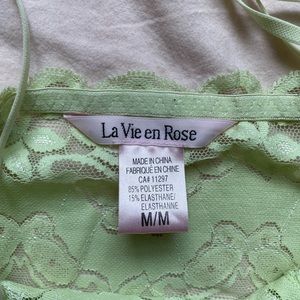 La Vie en Rose
MADE IN CHINA
FABRIQUÉ EN CHINE
CA# 11297
85% POLYESTER
15% ELASTHANE/
ELASTHANNE
M/M